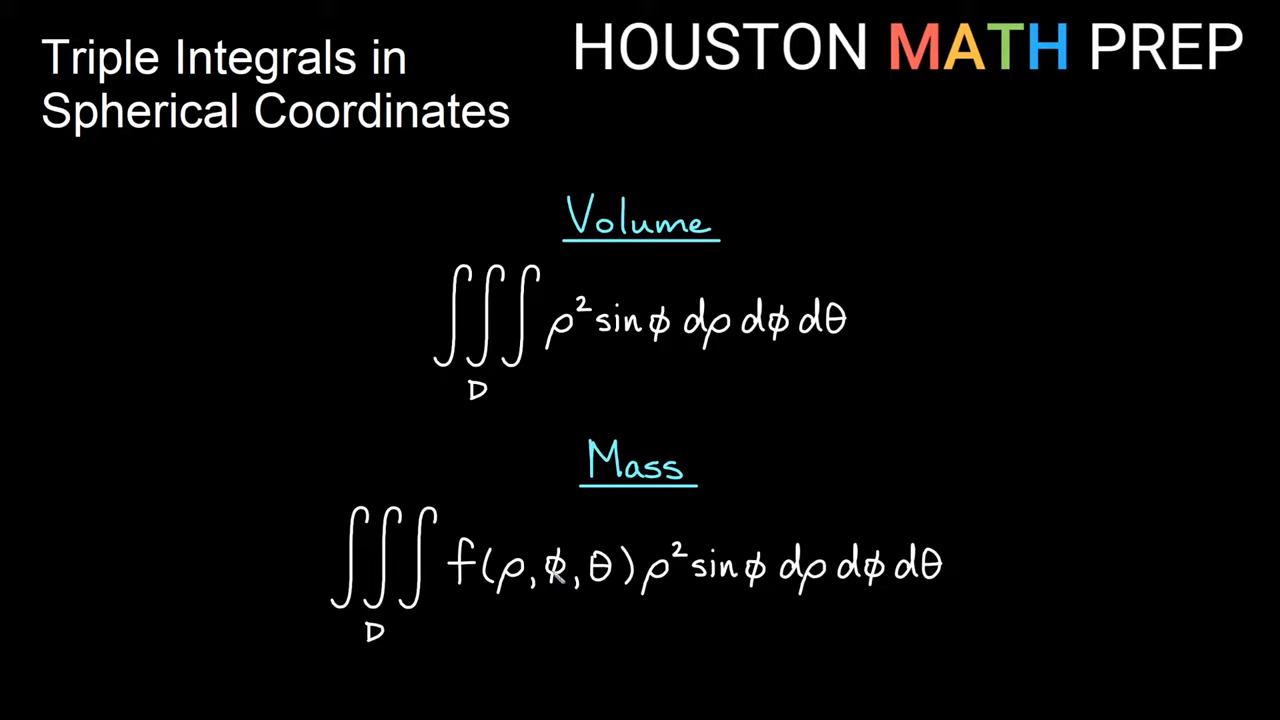 Triple Integrals in
Spherical Coordinates
HOUSTON MATH PREP
Volume
∭ ρ² sin φ dρ dφ dθ
D
Mass
∭ f(ρ, φ, θ) ρ² sin φ dρ dφ dθ
D